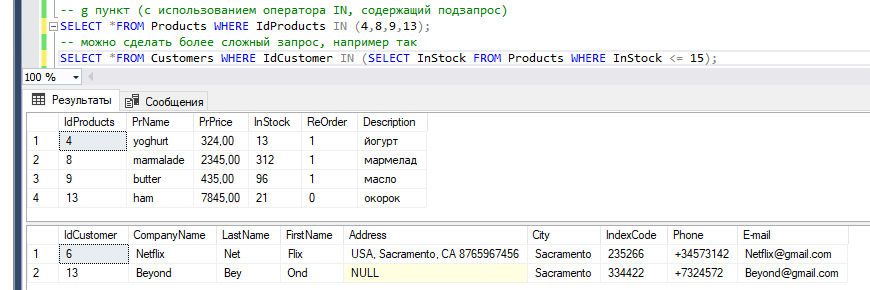 -- g пункт (с использованием оператора IN, содержащий подзапрос)
SELECT *FROM Products WHERE IdProducts IN (4,8,9,13);
-- можно сделать более сложный запрос, например так
SELECT *FROM Customers WHERE IdCustomer IN (SELECT InStock FROM Products WHERE InStock <= 15);
100 %
Результаты Сообщения
IdProducts PrName PrPrice InStock ReOrder Description
1 4 yoghurt 324,00 13 1 йогурт
2 8 marmalade 2345,00 312 1 мармелад
3 9 butter 435,00 96 1 масло
4 13 ham 7845,00 21 0 окорок
IdCustomer CompanyName LastName FirstName Address City IndexCode Phone E-mail
1 6 Netflix Net Flix USA, Sacramento, CA 8765967456 Sacramento 235266 +34573142 Netflix@gmail.com
2 13 Beyond Bey Ond NULL Sacramento 334422 +7324572 Beyond@gmail.com